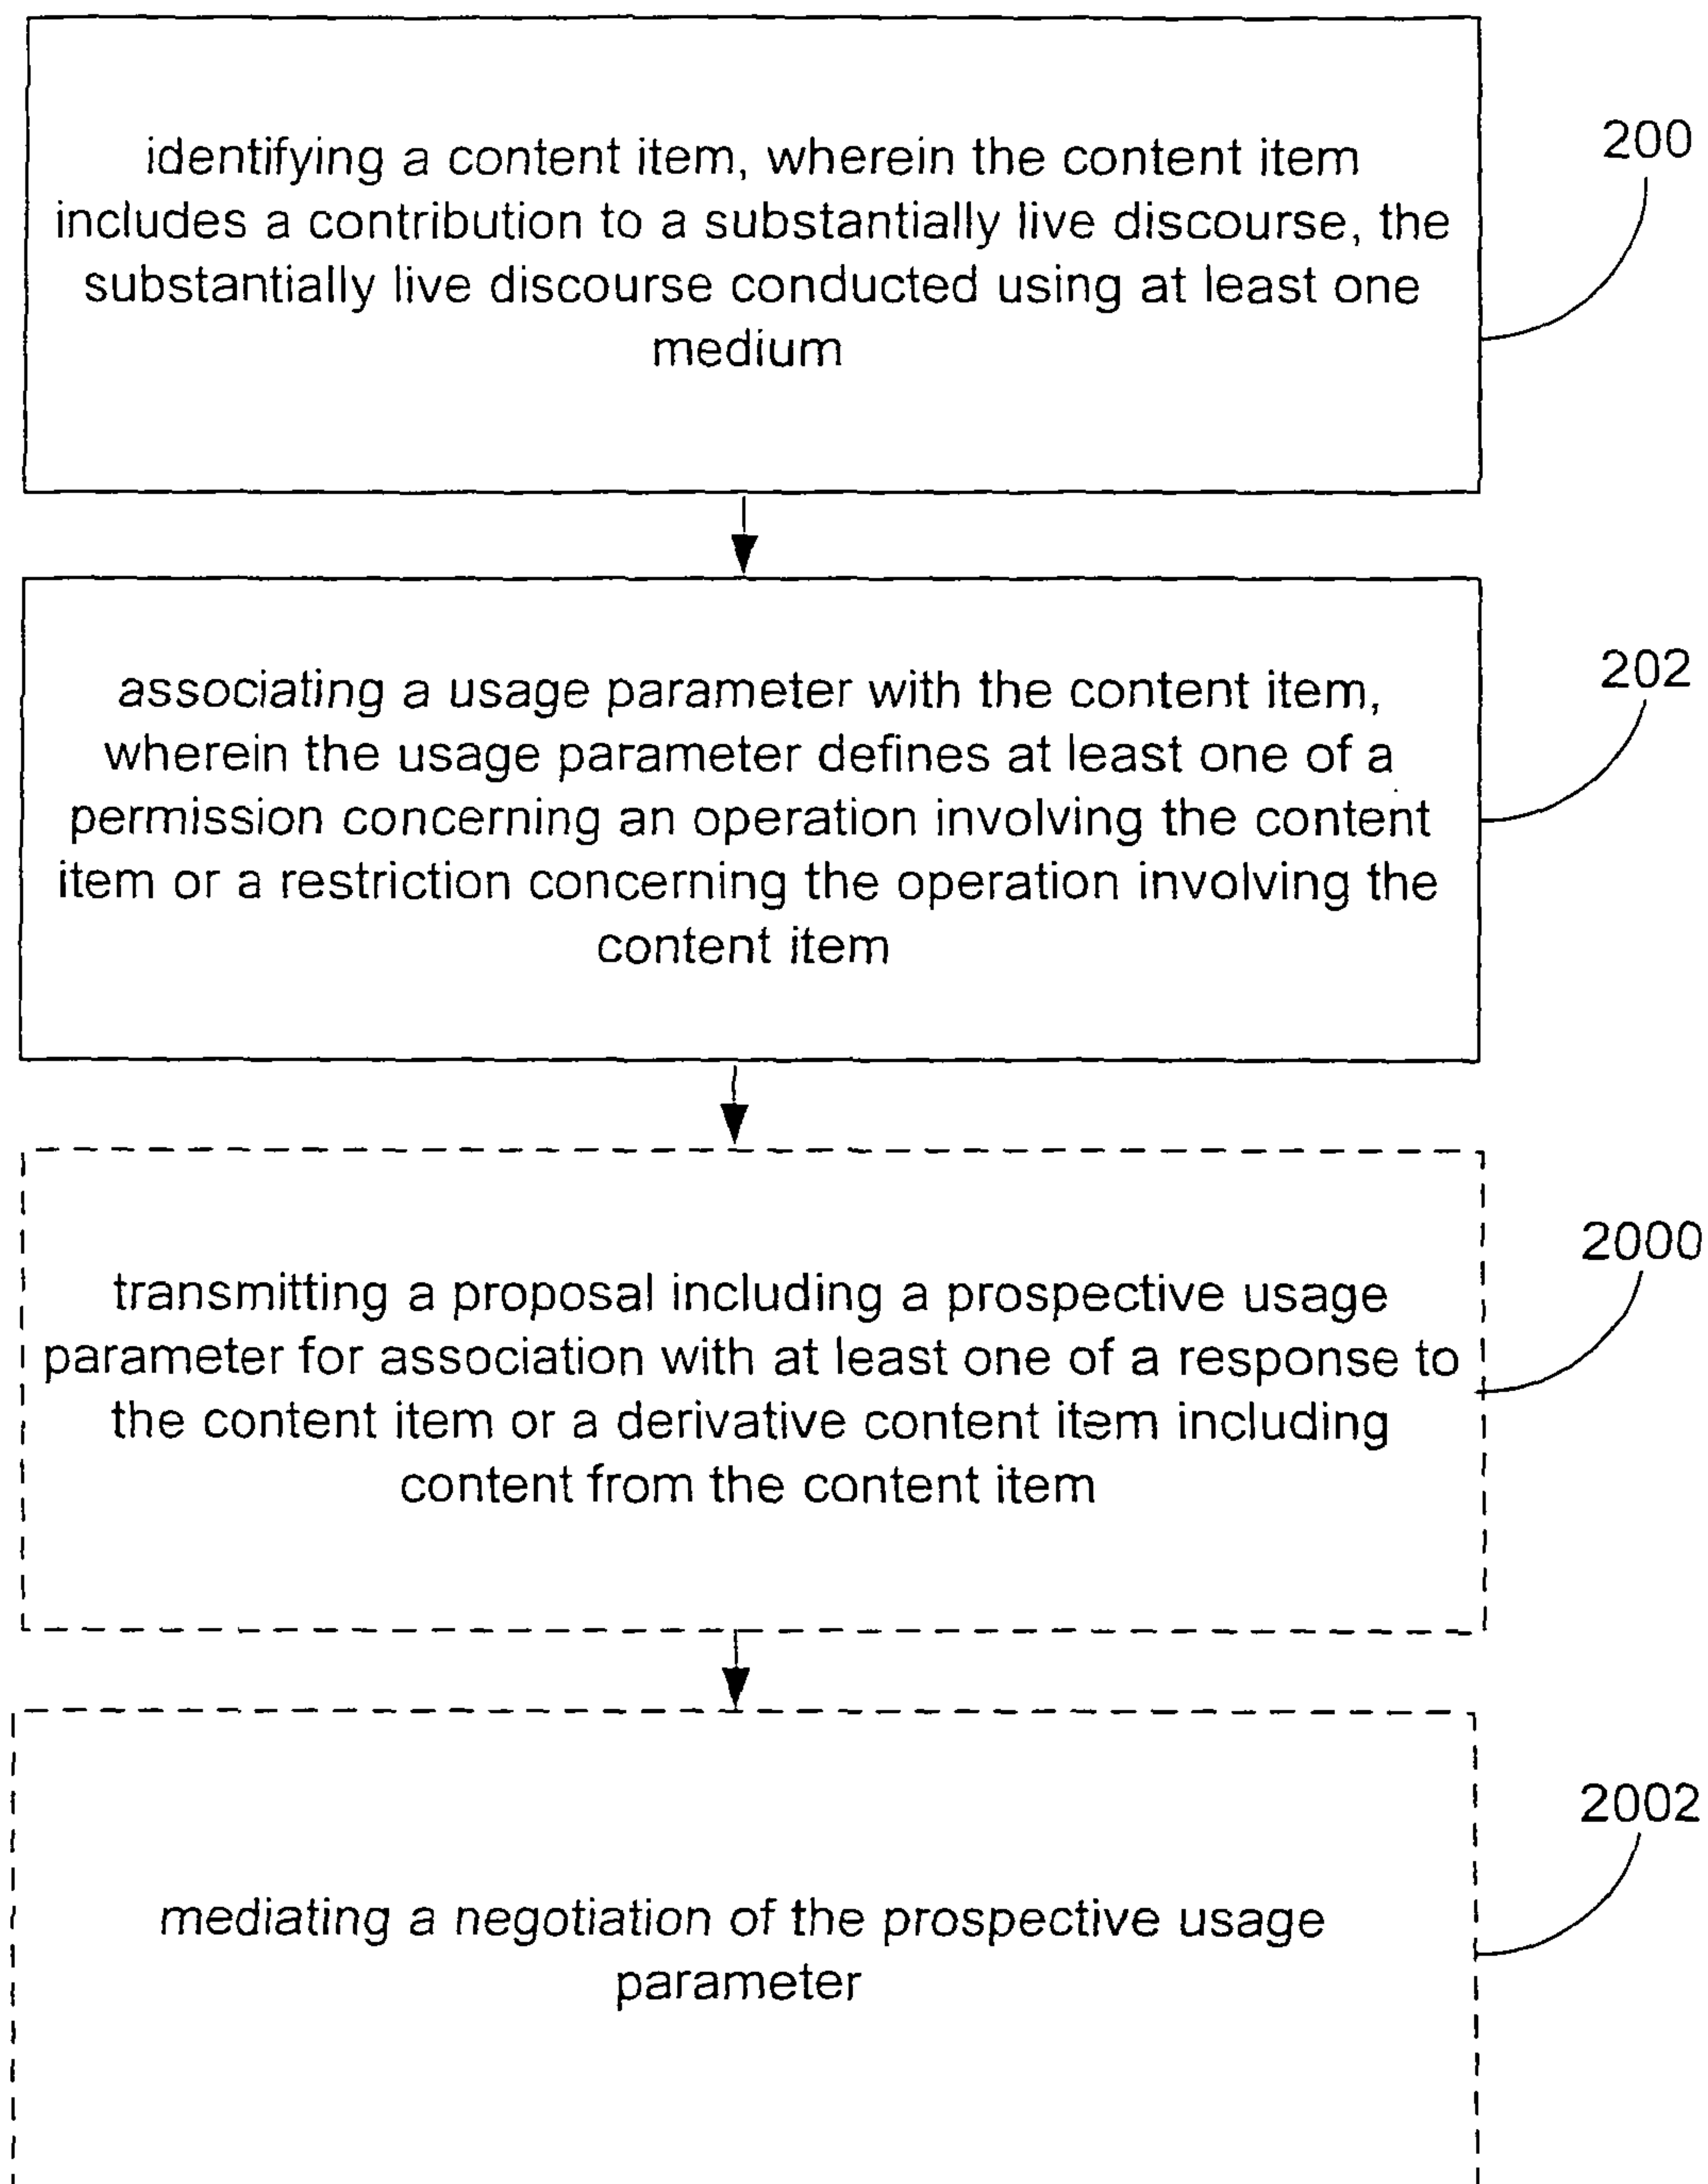 identifying a content item, wherein the content item
includes a contribution to a substantially live discourse, the
substantially live discourse conducted using at least one
medium
200
associating a usage parameter with the content item,
wherein the usage parameter defines at least one of a
permission concerning an operation involving the content
item or a restriction concerning the operation involving the
content item
202
transmitting a proposal including a prospective usage
parameter for association with at least one of a response to
the content item or a derivative content item including
content from the content item
2000
mediating a negotiation of the prospective usage
parameter
2002